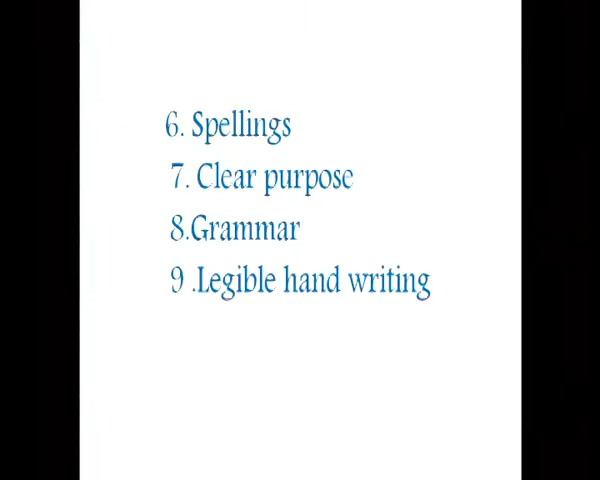 6. Spellings
7. Clear purpose
8.Grammar
9 .Legible hand writing